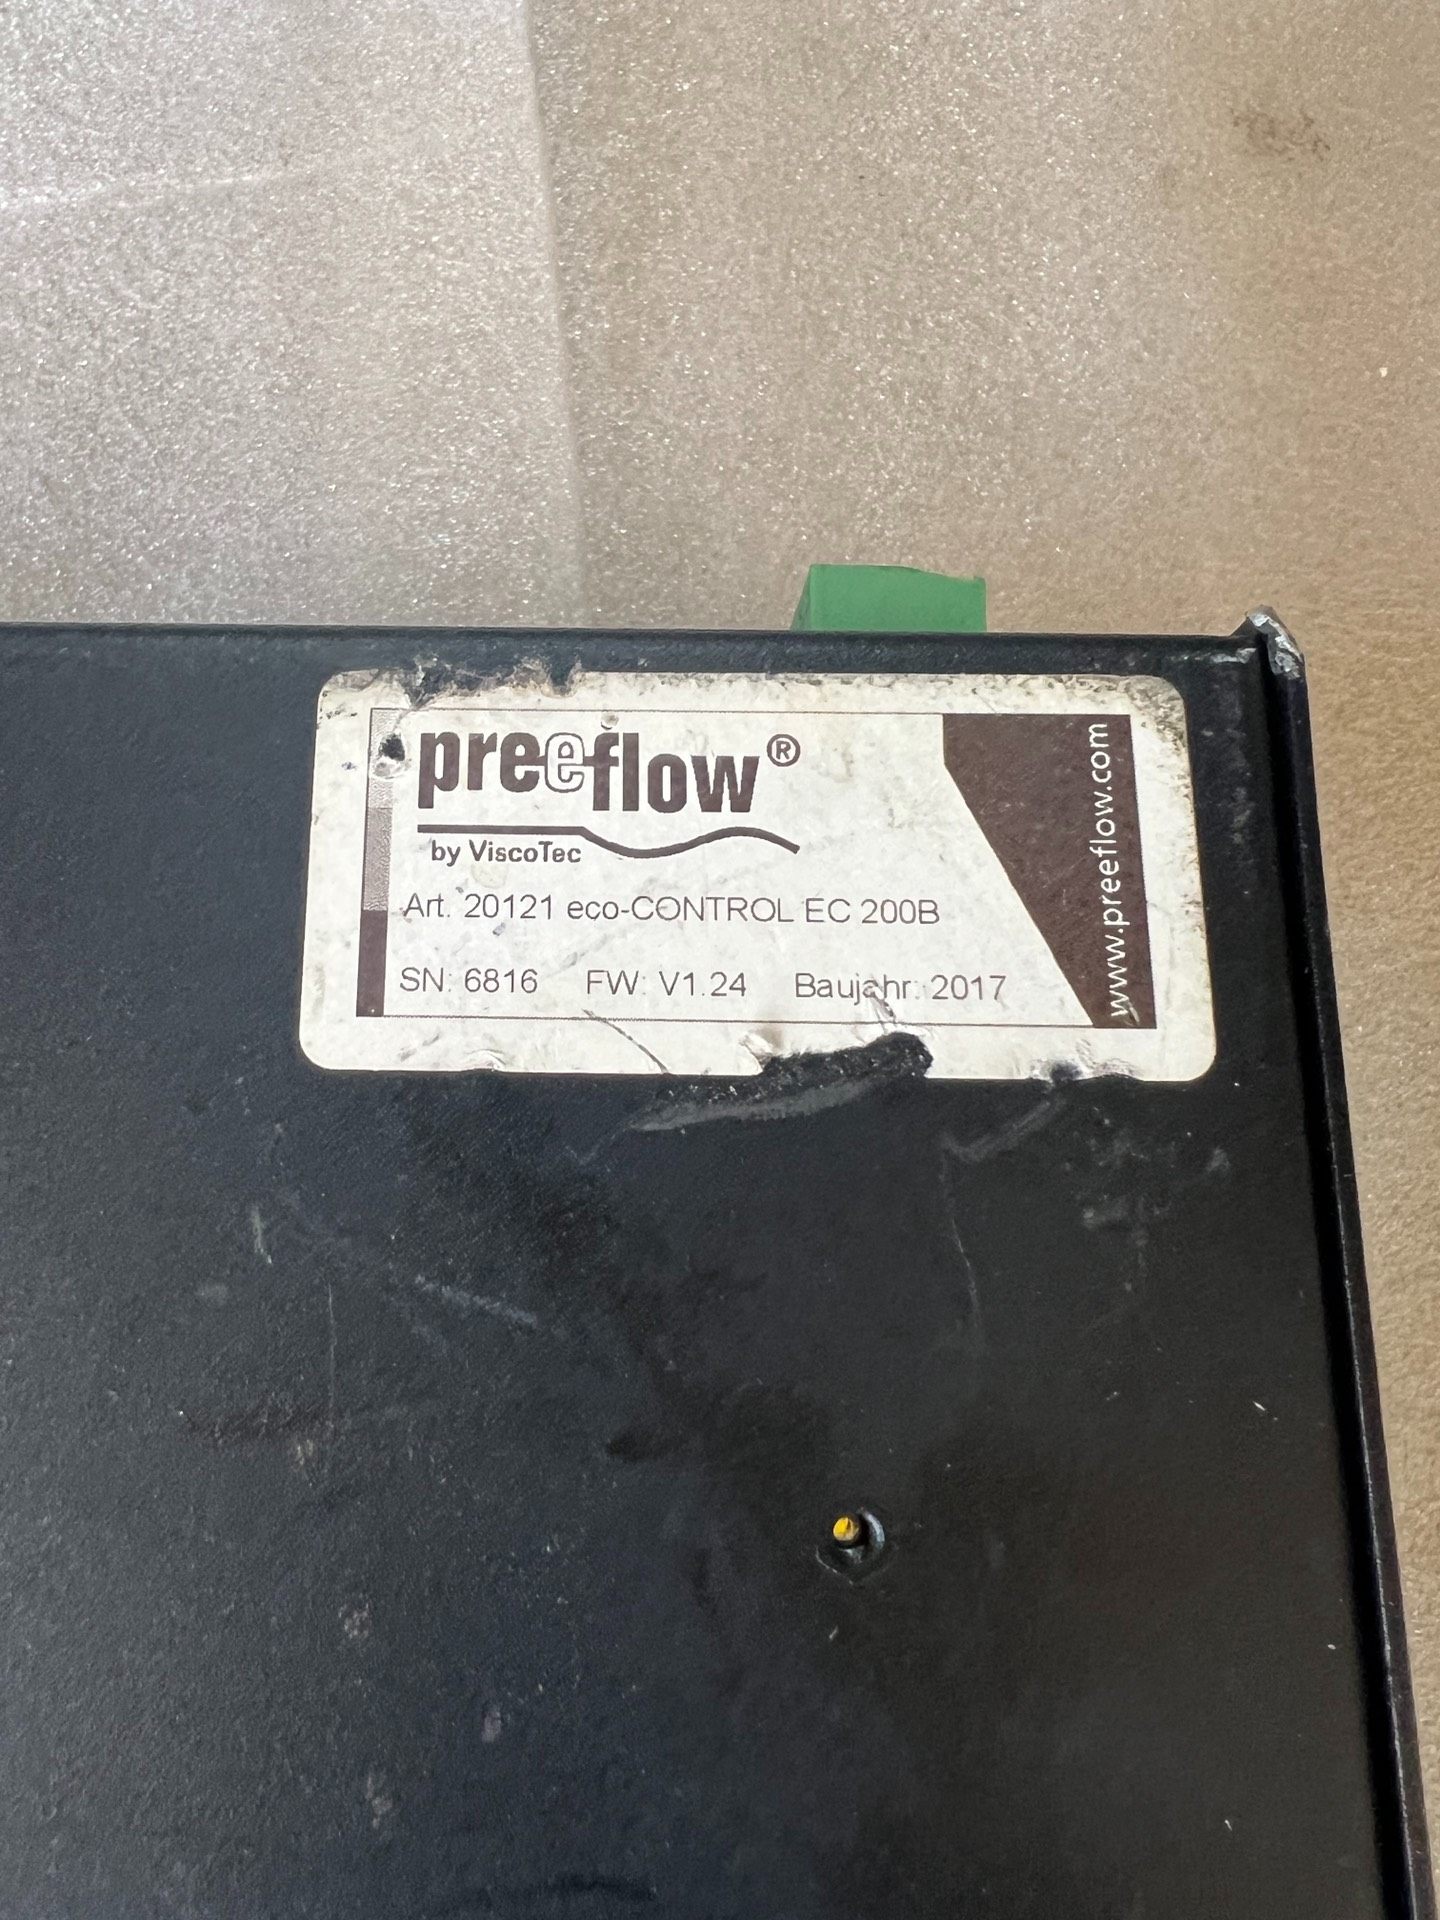 preeflow®
by ViscoTec
Art. 20121 eco-CONTROL EC 200B
SN: 6816 FW: V1.24 Baujahr: 2017
www.preeflow.com